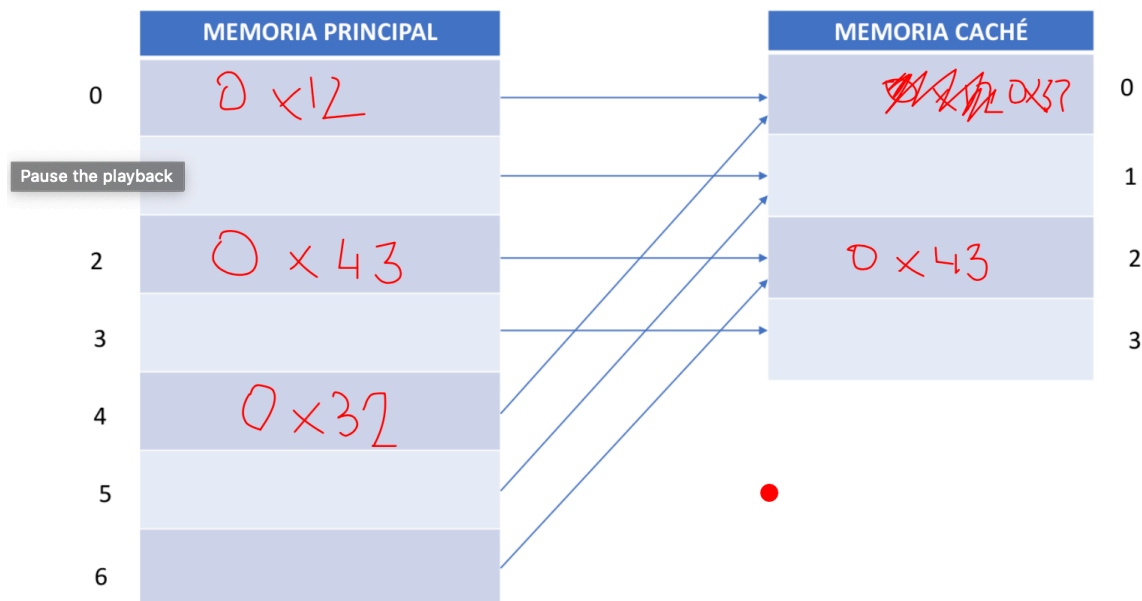 MEMORIA PRINCIPAL
MEMORIA CACHÉ
0
0x12
0x57
0
Pause the playback
1
2
0x43
0x43
2
3
3
4
0x32
5
6